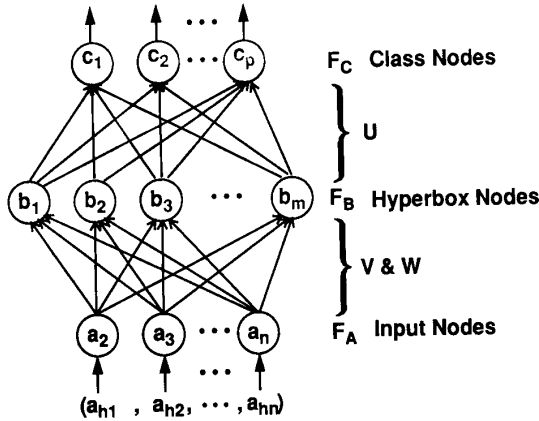 ...
c1 c2 ... cp FC Class Nodes
U
b1 b2 b3 ... bm FB Hyperbox Nodes
V & W
a2 a3 ... an FA Input Nodes
...
(ah1 , ah2, ..., ahn)